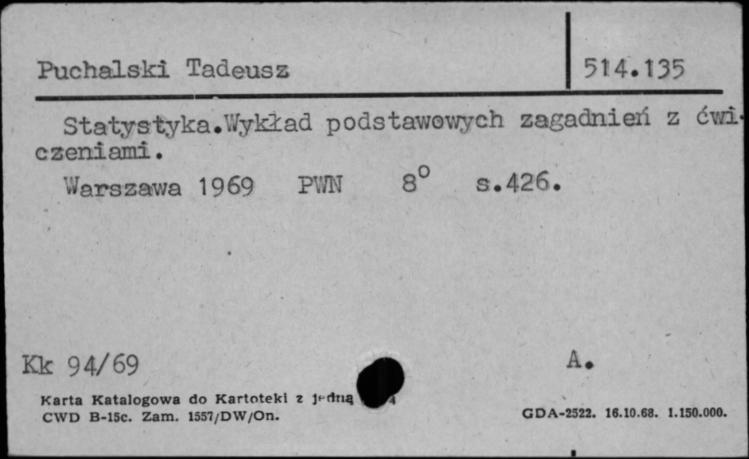 Puchalski Tadeusz 514.135
Statystyka.Wykład podstawowych zagadnień z ćwi-
czeniami.
Warszawa 1969 PWN 8° s.426.
Kk 94/69 A.
Karta Katalogowa do Kartoteki z jedną
CWD B-15c. Zam. 1557/DW/On. GDA-2522. 16.10.68. 1.150.000.